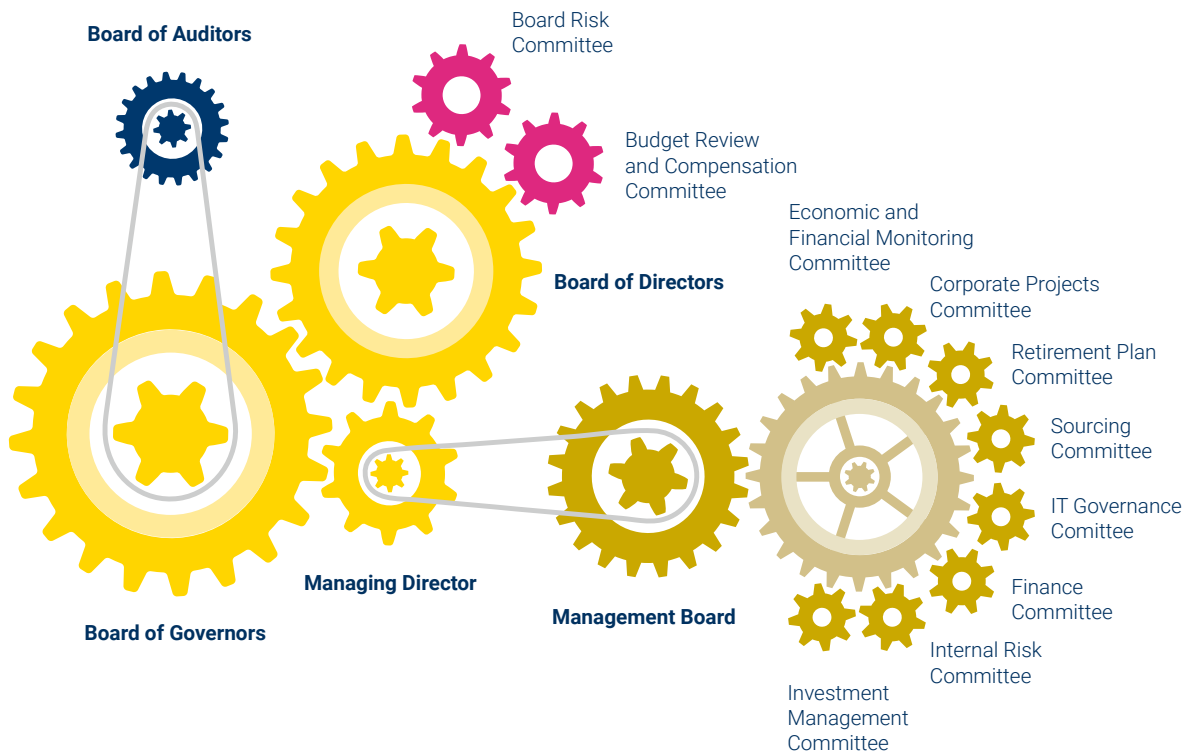 Board of Auditors
Board Risk
Committee
Budget Review
and Compensation
Committee
Economic and
Financial Monitoring
Committee
Board of Directors
Corporate Projects
Committee
Retirement Plan
Committee
Sourcing
Committee
IT Governance
Comittee
Managing Director
Finance
Committee
Management Board
Board of Governors
Internal Risk
Committee
Investment
Management
Committee